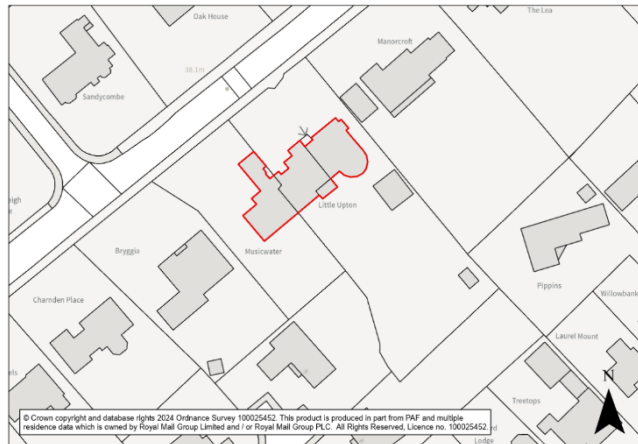 Oak House
The Lea
Manorcroft
38.1m
Sandycombe
Little Upton
Bryggia
Musicwater
Pippins
Willowbank
Charnden Place
Laurel Mount
Treetops
Lodge
N
© Crown copyright and database rights 2024 Ordnance Survey 100025452. This product is produced in part from PAF and multiple
residence data which is owned by Royal Mail Group Limited and / or Royal Mail Group PLC. All Rights Reserved, Licence no. 100025452.